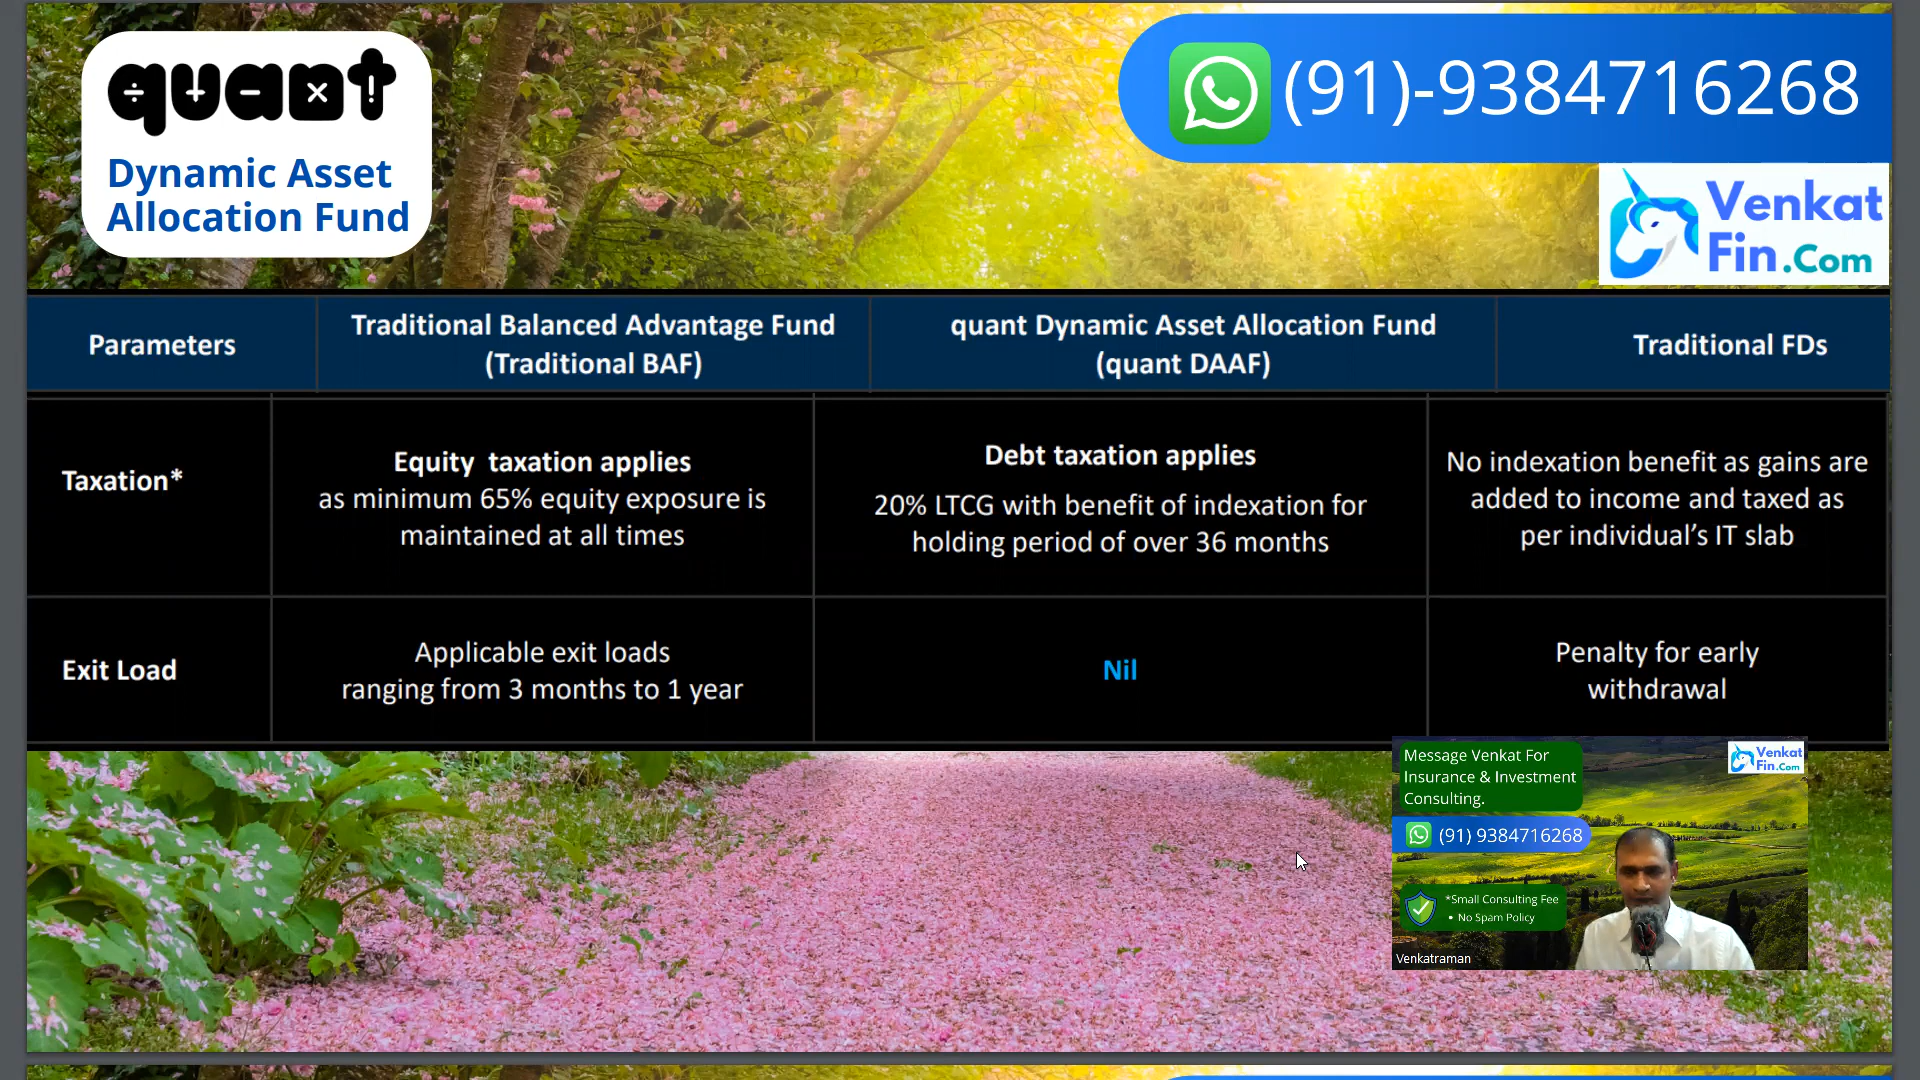 quant
Dynamic Asset
Allocation Fund
(91)-9384716268
Venkat
Fin.Com
Parameters
Traditional Balanced Advantage Fund
(Traditional BAF)
quant Dynamic Asset Allocation Fund
(quant DAAF)
Traditional FDs
Taxation*
Equity taxation applies
as minimum 65% equity exposure is
maintained at all times
Debt taxation applies
20% LTCG with benefit of indexation for
holding period of over 36 months
No indexation benefit as gains are
added to income and taxed as
per individual’s IT slab
Exit Load
Applicable exit loads
ranging from 3 months to 1 year
Nil
Penalty for early
withdrawal
Message Venkat For
Insurance & Investment
Consulting.
Venkat
Fin.Com
(91) 9384716268
*Small Consulting Fee
• No Spam Policy
Venkatraman